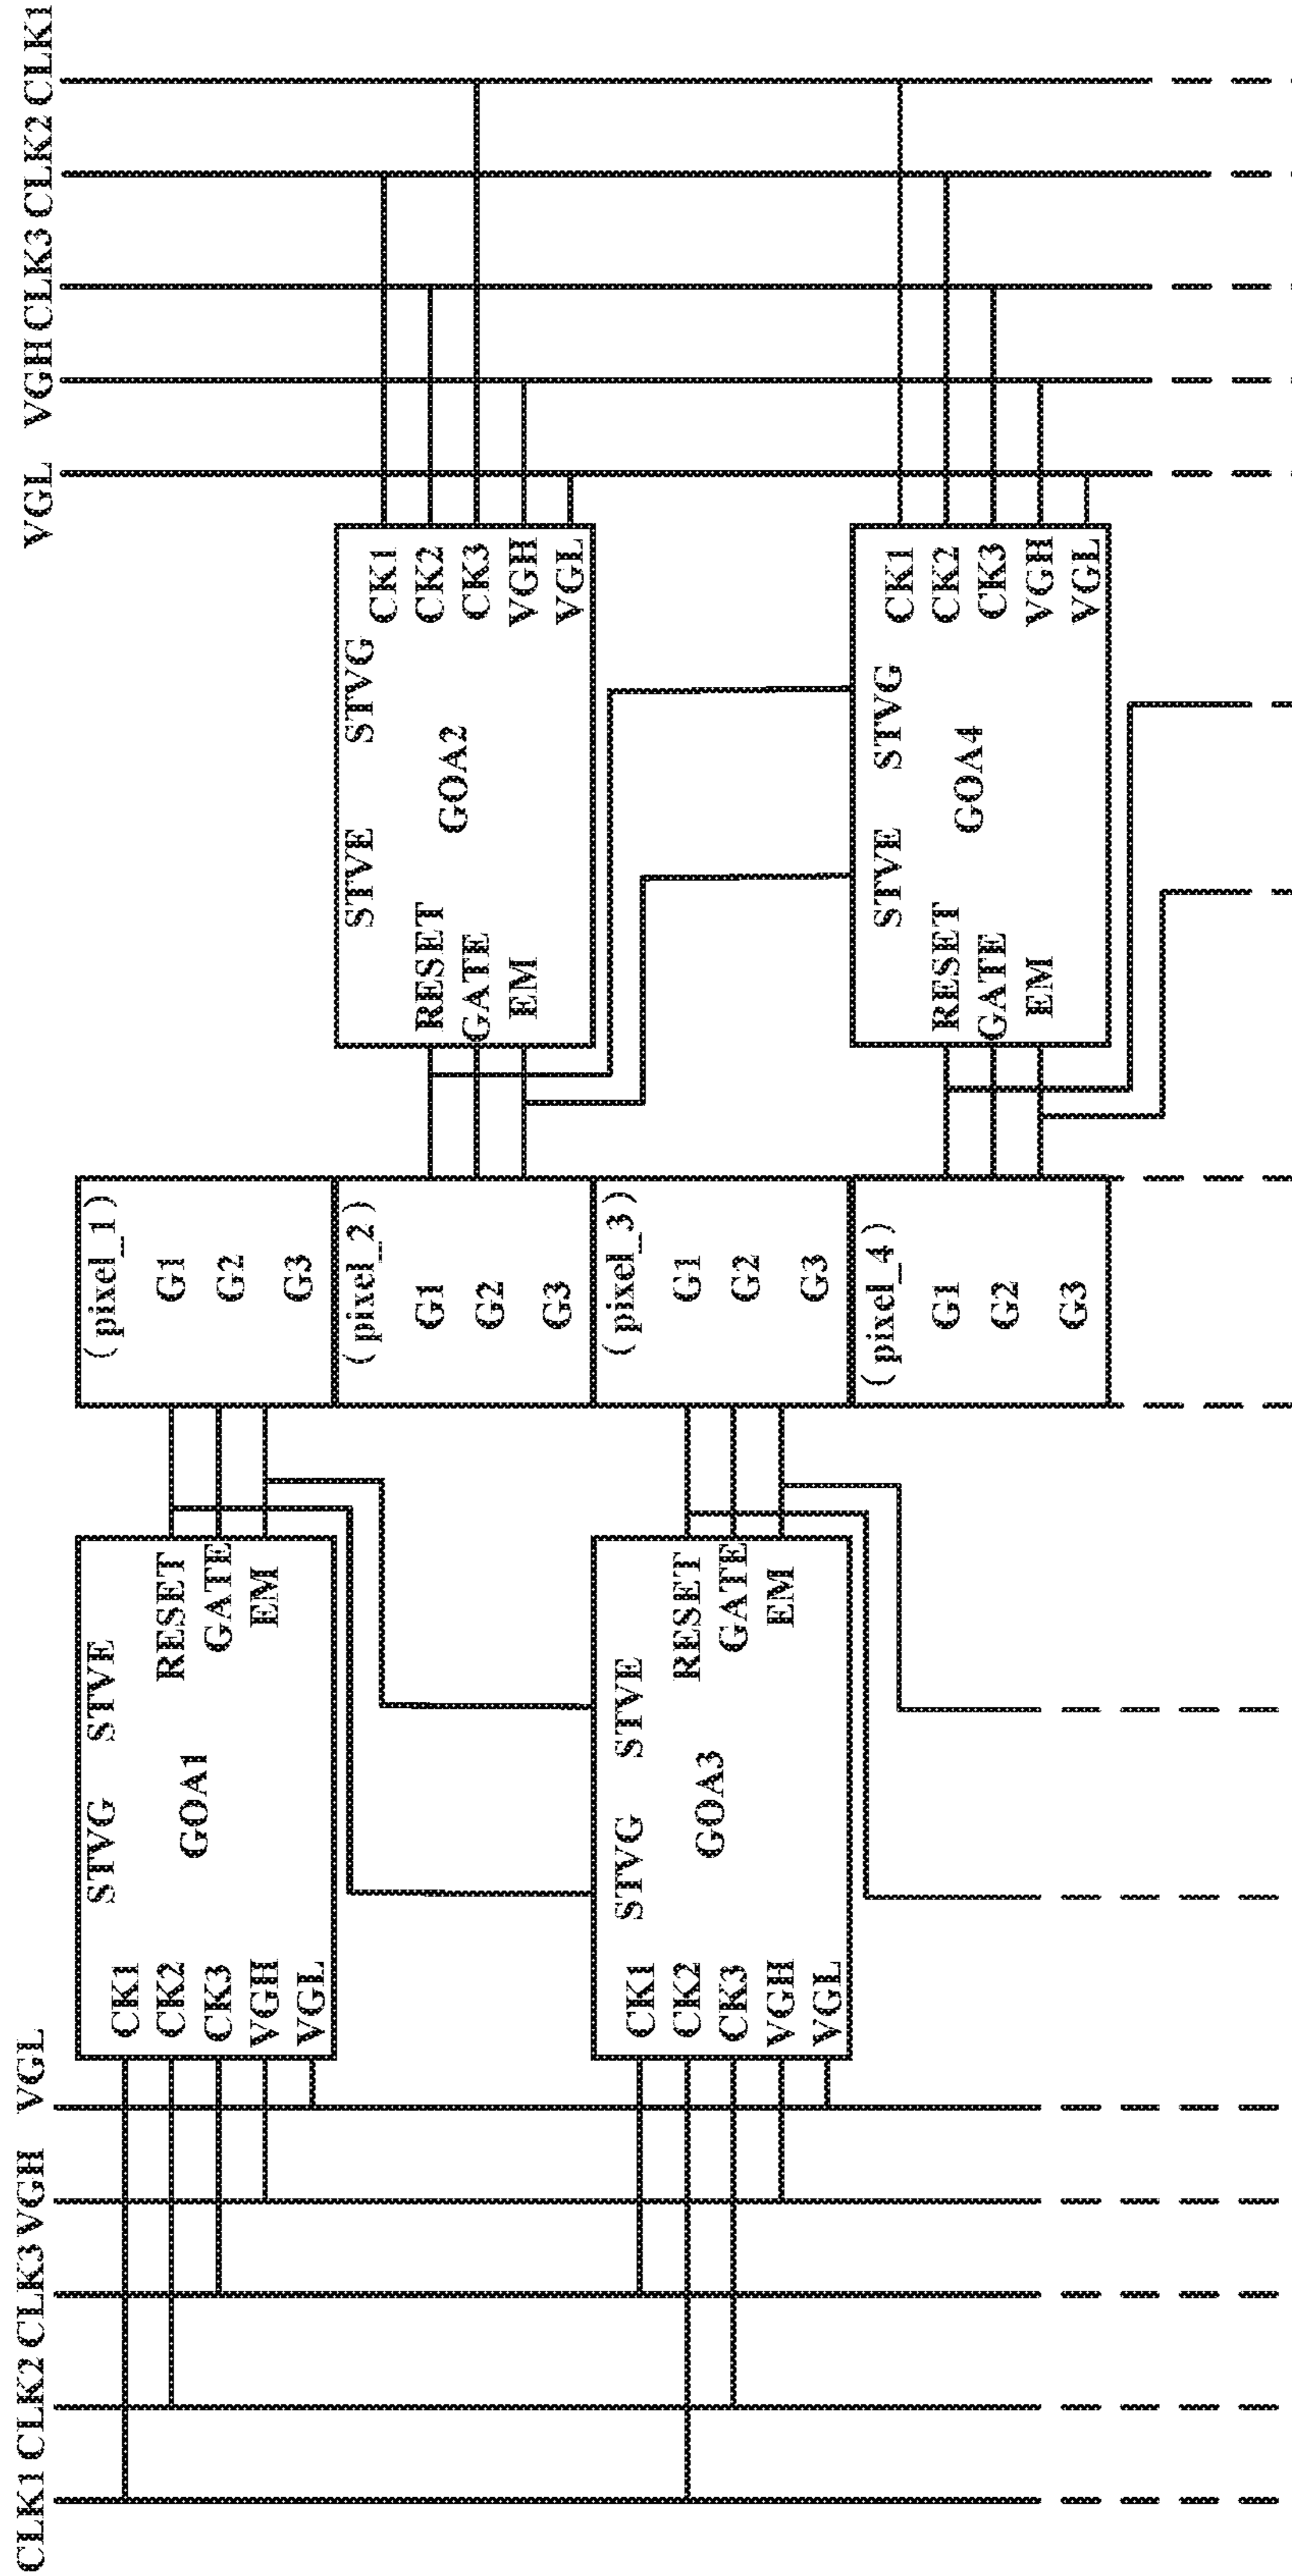 CLK1 CLK2 CLK3 VGH VGL
VGL VGH CLK3 CLK2 CLK1
STVG STVE
CK1
CK2
CK3
VGH
VGL
GOA1
RESET
GATE
EM
(pixel_1)
G1
G2
G3
(pixel_2)
G1
G2
G3
STVE STVG
RESET
GATE
EM
GOA2
CK1
CK2
CK3
VGH
VGL
STVG STVE
CK1
CK2
CK3
VGH
VGL
GOA3
RESET
GATE
EM
(pixel_3)
G1
G2
G3
(pixel_4)
G1
G2
G3
STVE STVG
RESET
GATE
EM
GOA4
CK1
CK2
CK3
VGH
VGL